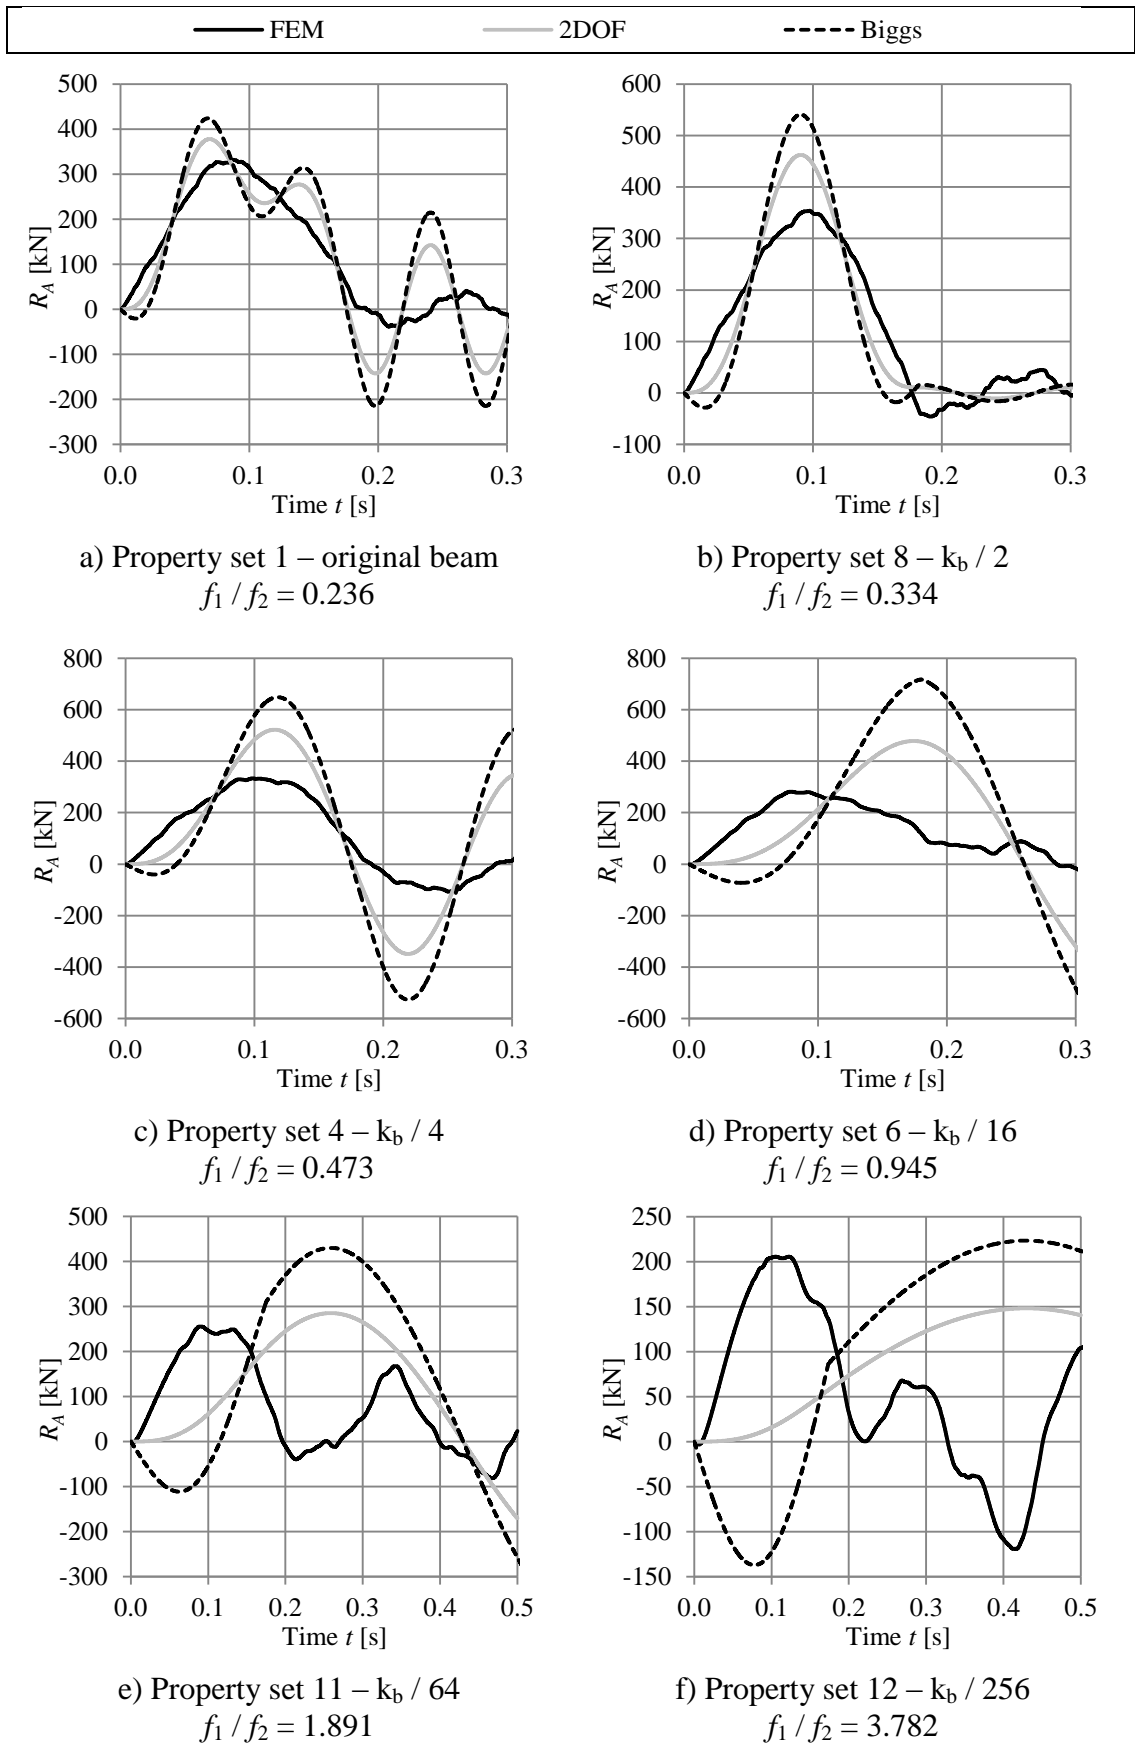 FEM 2DOF Biggs
500
400
300
200
100
0
-100
-200
-300
R_A [kN]
0.0 0.1 0.2 0.3
Time t [s]
600
500
400
300
200
100
0
-100
R_A [kN]
0.0 0.1 0.2 0.3
Time t [s]
a) Property set 1 – original beam
f₁ / f₂ = 0.236
b) Property set 8 – k_b / 2
f₁ / f₂ = 0.334
800
600
400
200
0
-200
-400
-600
R_A [kN]
0.0 0.1 0.2 0.3
Time t [s]
800
600
400
200
0
-200
-400
-600
R_A [kN]
0.0 0.1 0.2 0.3
Time t [s]
c) Property set 4 – k_b / 4
f₁ / f₂ = 0.473
d) Property set 6 – k_b / 16
f₁ / f₂ = 0.945
500
400
300
200
100
0
-100
-200
-300
R_A [kN]
0.0 0.1 0.2 0.3 0.4 0.5
Time t [s]
250
200
150
100
50
0
-50
-100
-150
R_A [kN]
0.0 0.1 0.2 0.3 0.4 0.5
Time t [s]
e) Property set 11 – k_b / 64
f₁ / f₂ = 1.891
f) Property set 12 – k_b / 256
f₁ / f₂ = 3.782